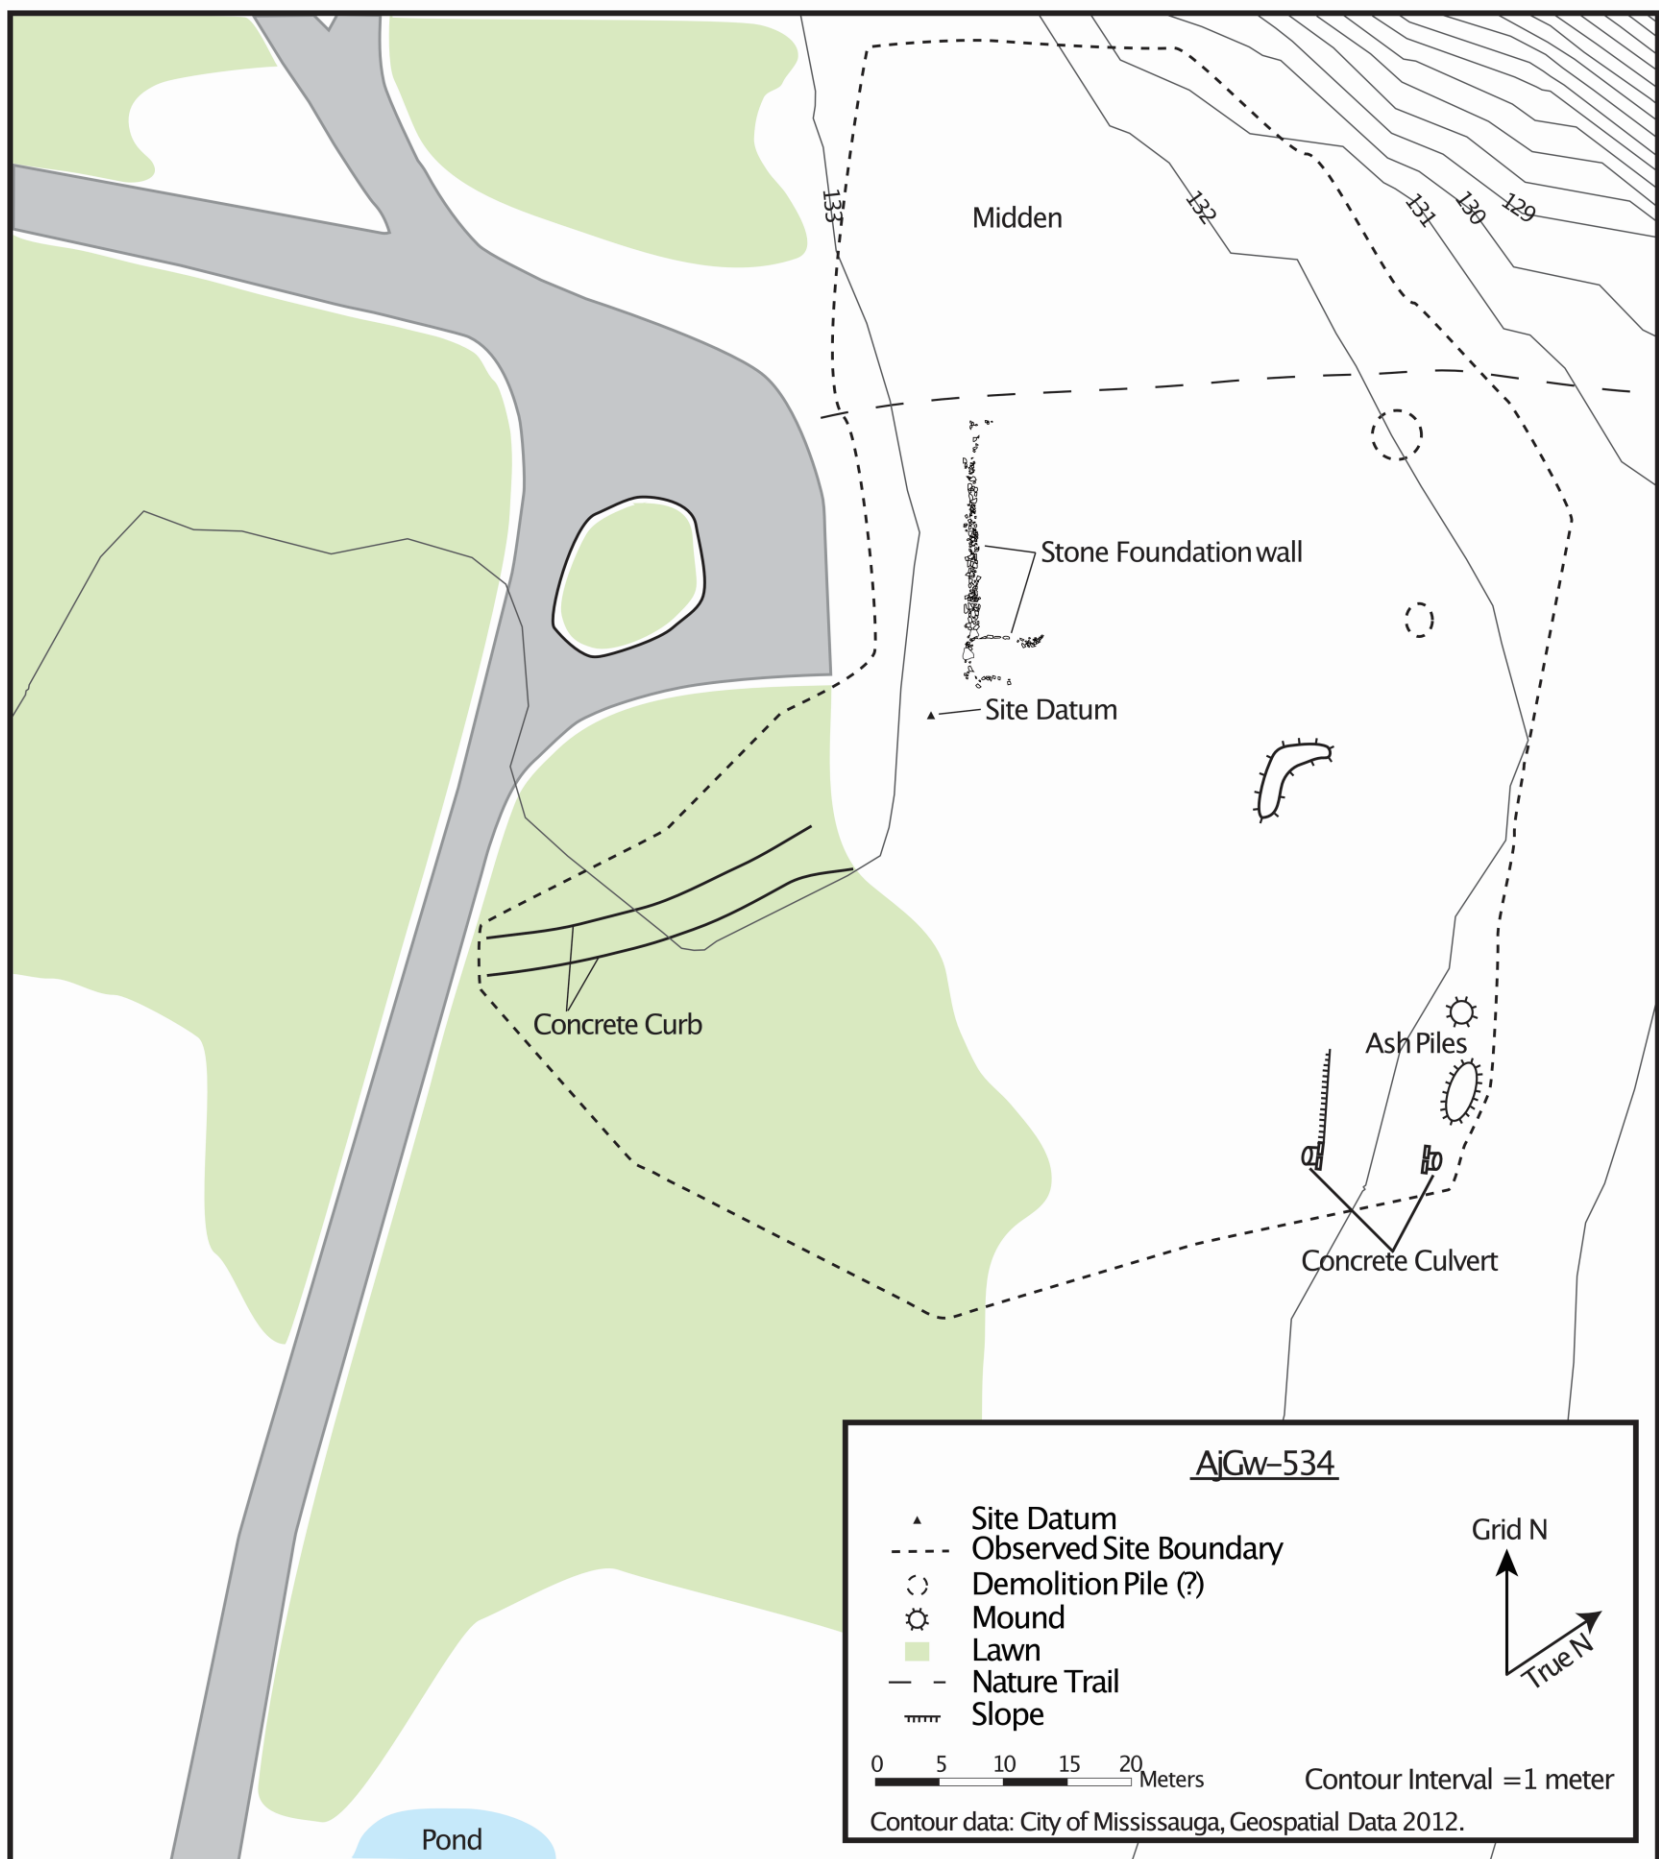 133
Midden
132
131
130
129
Stone Foundation wall
Site Datum
Concrete Curb
Ash Piles
Concrete Culvert
AjGw-534
Site Datum
Observed Site Boundary
Demolition Pile (?)
Mound
Lawn
Nature Trail
Slope
Grid N
True N
0 5 10 15 20
Meters
Contour Interval = 1 meter
Contour data: City of Mississauga, Geospatial Data 2012.
Pond